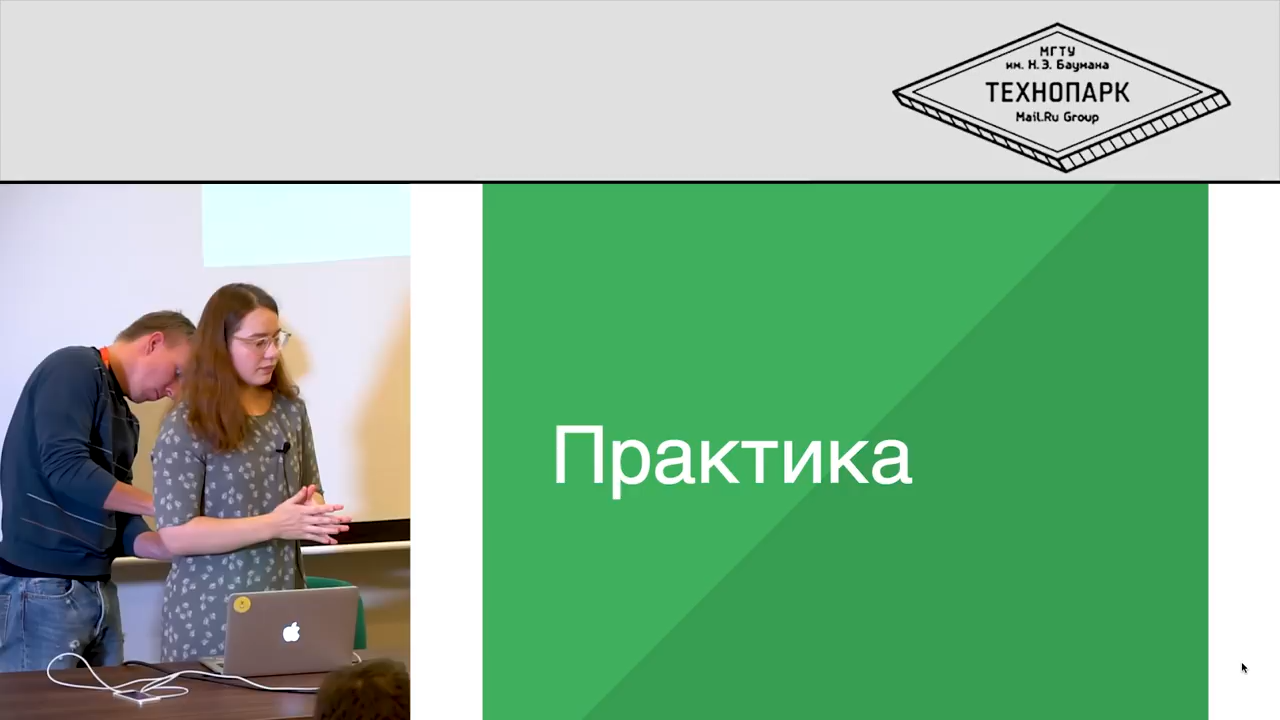 МГТУ
им. Н.Э. Баумана
ТЕХНОПАРК
Mail.Ru Group
Практика